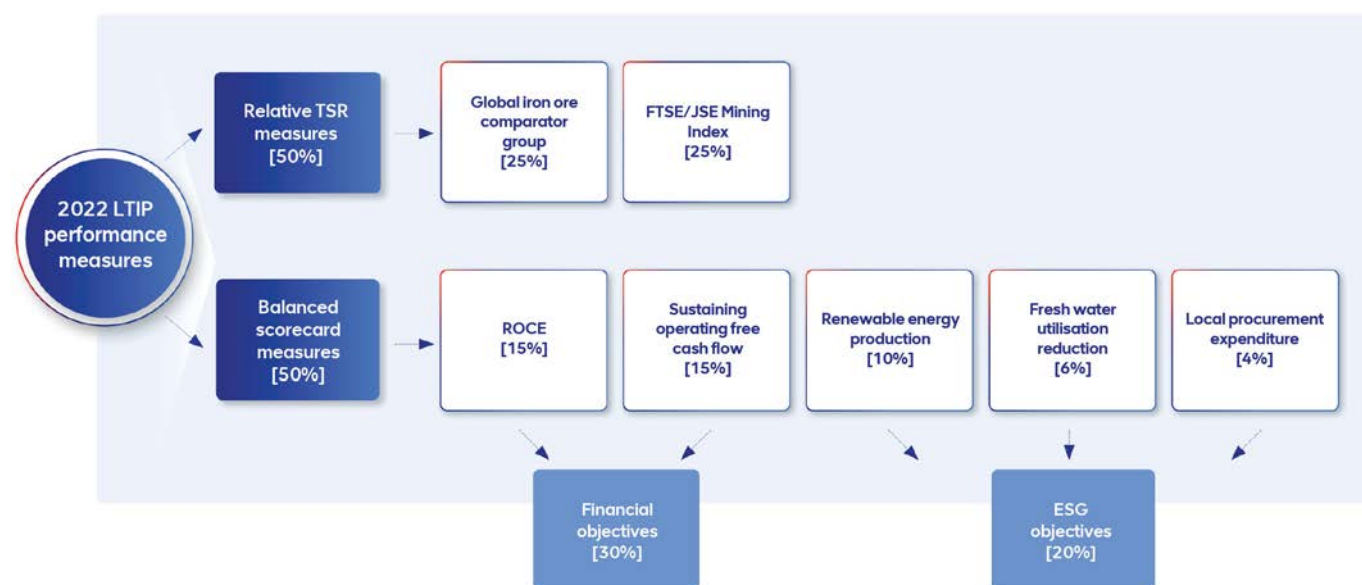 2022 LTIP
performance
measures
Relative TSR
measures
[50%]
Global iron ore
comparator
group
[25%]
FTSE/JSE Mining
Index
[25%]
Balanced
scorecard
measures
[50%]
ROCE
[15%]
Sustaining
operating free
cash flow
[15%]
Renewable energy
production
[10%]
Fresh water
utilisation
reduction
[6%]
Local procurement
expenditure
[4%]
Financial
objectives
[30%]
ESG
objectives
[20%]